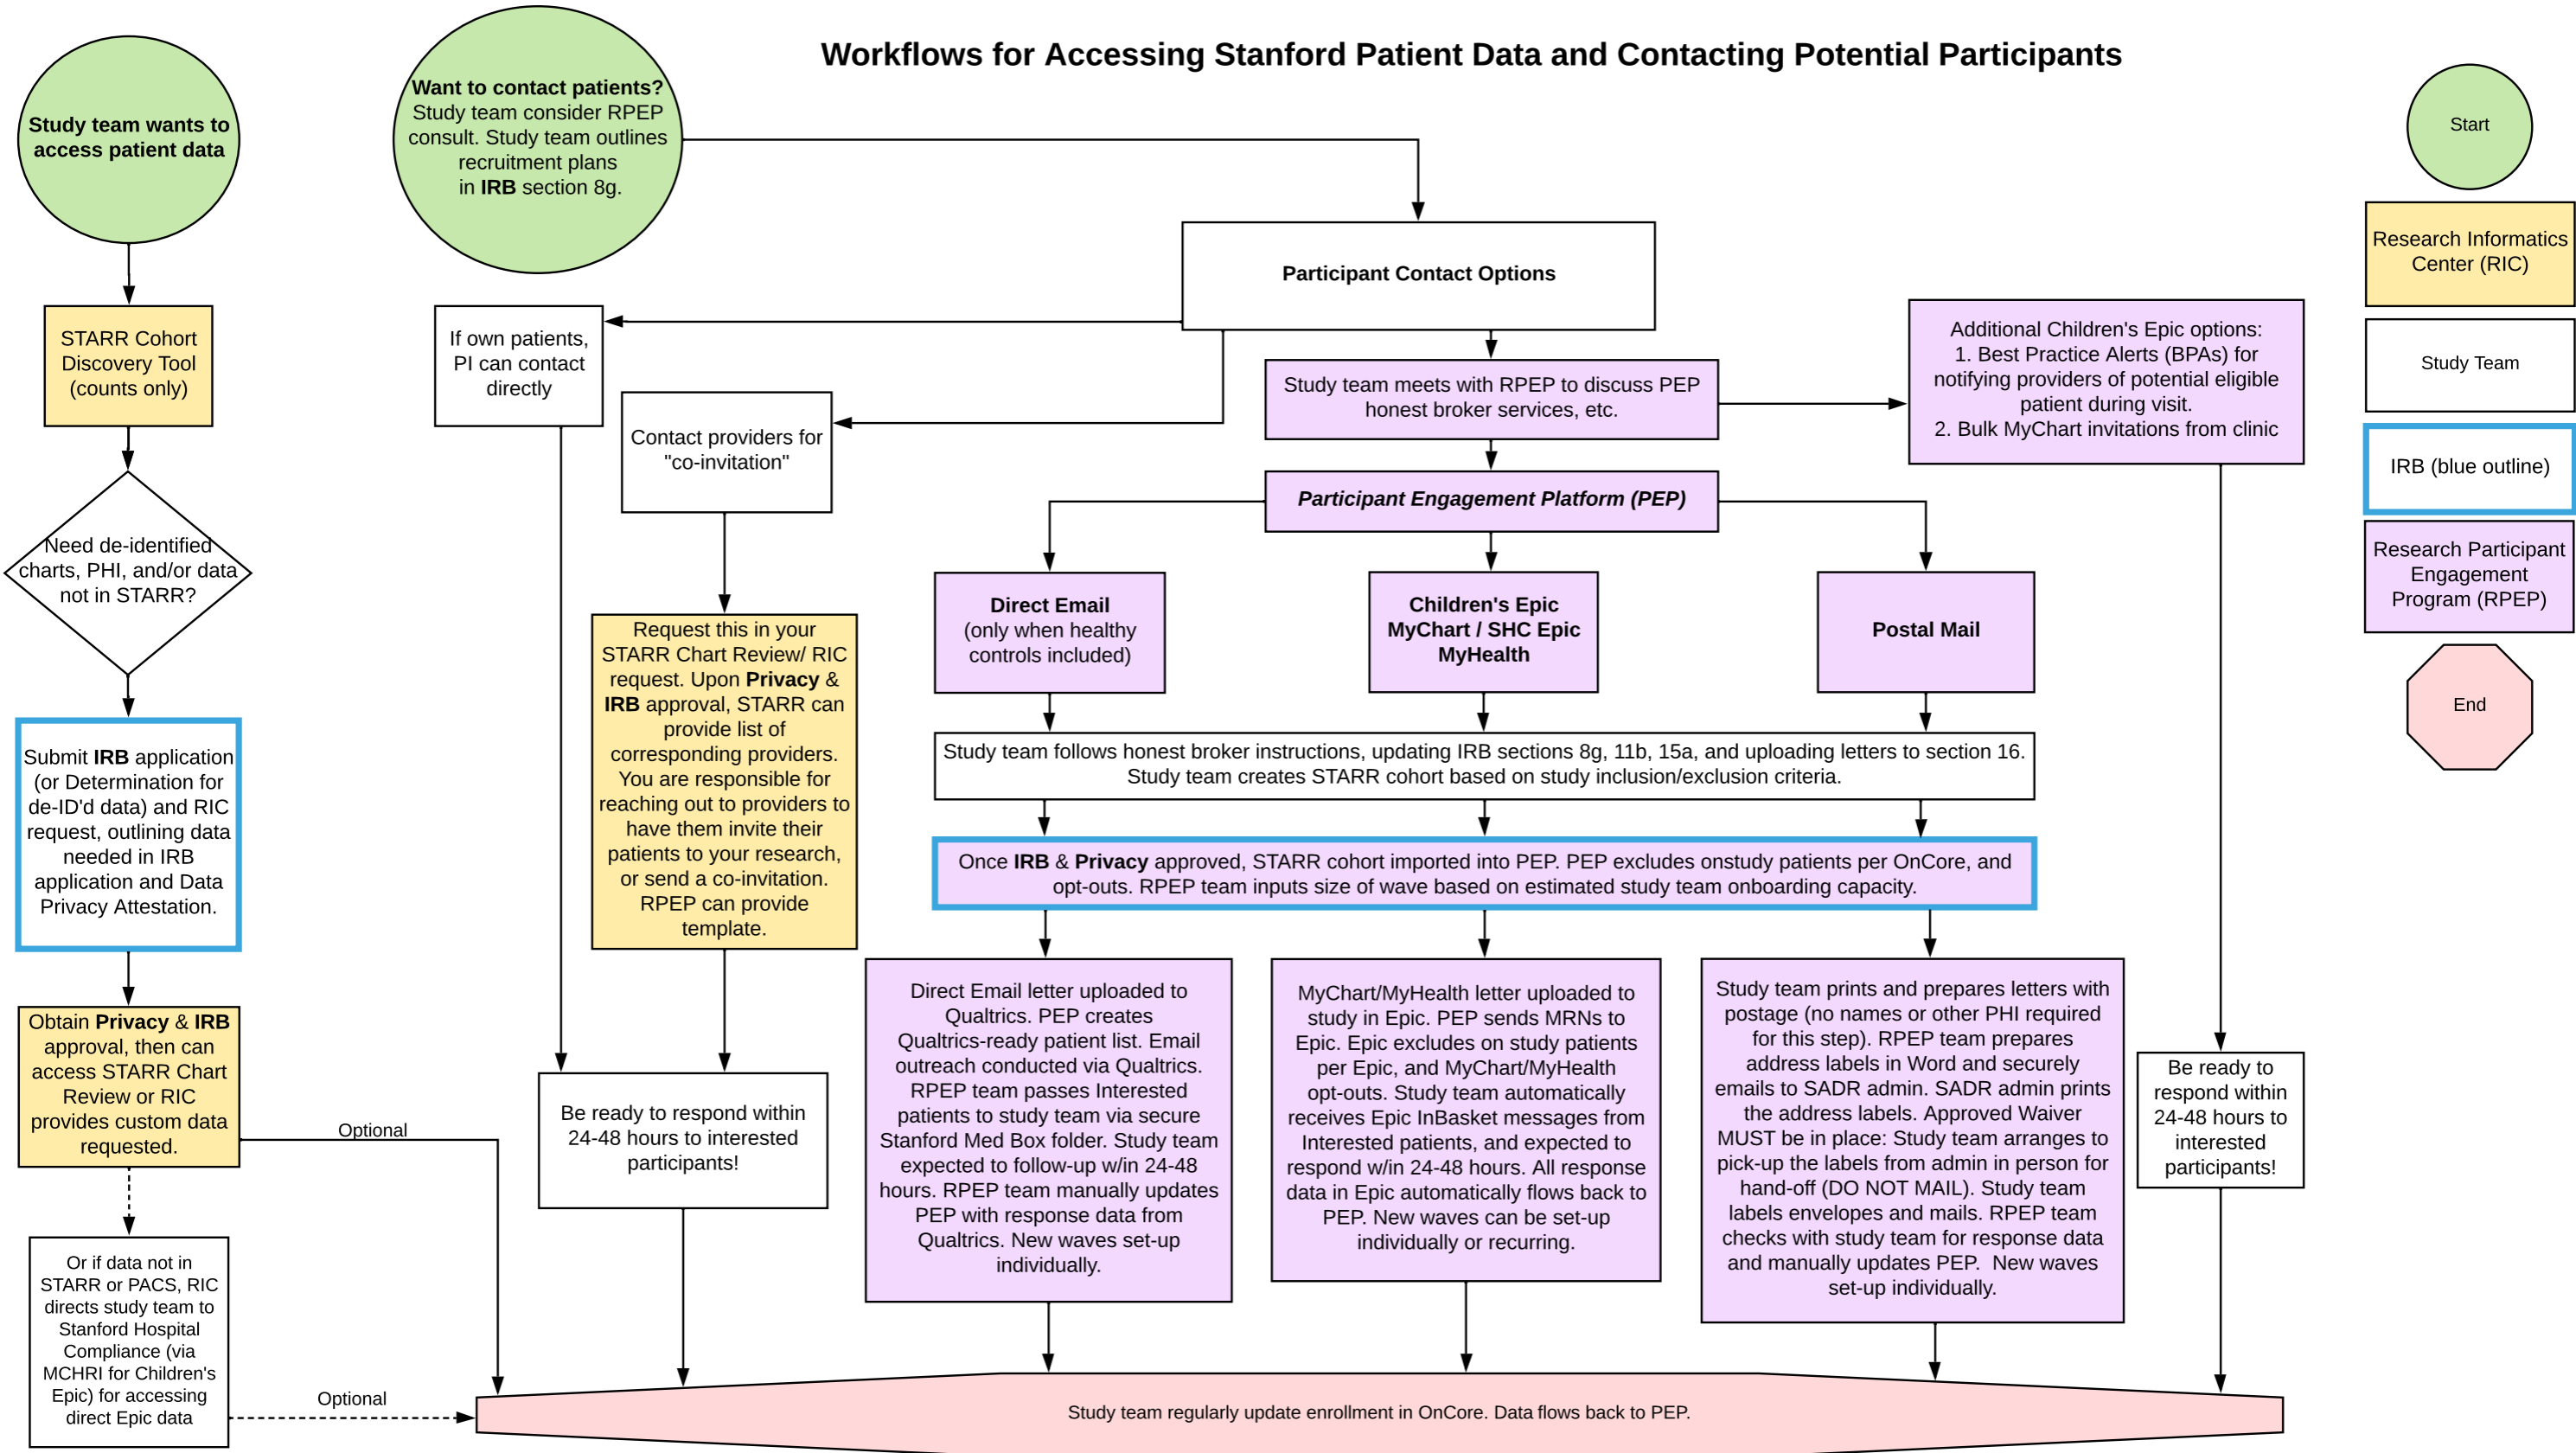 Workflows for Accessing Stanford Patient Data and Contacting Potential Participants
Study team wants to
access patient data
STARR Cohort
Discovery Tool
(counts only)
Need de-identified
charts, PHI, and/or data
not in STARR?
Submit IRB application
(or Determination for
de-ID'd data) and RIC
request, outlining data
needed in IRB
application and Data
Privacy Attestation.
Obtain Privacy & IRB
approval, then can
access STARR Chart
Review or RIC
provides custom data
requested.
Optional
Or if data not in
STARR or PACS, RIC
directs study team to
Stanford Hospital
Compliance (via
MCHRI for Children's
Epic) for accessing
direct Epic data
Optional
Want to contact patients?
Study team consider RPEP
consult. Study team outlines
recruitment plans
in IRB section 8g.
Participant Contact Options
If own patients,
PI can contact
directly
Contact providers for
"co-invitation"
Request this in your
STARR Chart Review/ RIC
request. Upon Privacy &
IRB approval, STARR can
provide list of
corresponding providers.
You are responsible for
reaching out to providers to
have them invite their
patients to your research,
or send a co-invitation.
RPEP can provide
template.
Be ready to respond within
24-48 hours to interested
participants!
Study team meets with RPEP to discuss PEP
honest broker services, etc.
Additional Children's Epic options:
1. Best Practice Alerts (BPAs) for
notifying providers of potential eligible
patient during visit.
2. Bulk MyChart invitations from clinic
Participant Engagement Platform (PEP)
Direct Email
(only when healthy
controls included)
Children's Epic
MyChart / SHC Epic
MyHealth
Postal Mail
Study team follows honest broker instructions, updating IRB sections 8g, 11b, 15a, and uploading letters to section 16.
Study team creates STARR cohort based on study inclusion/exclusion criteria.
Once IRB & Privacy approved, STARR cohort imported into PEP. PEP excludes onstudy patients per OnCore, and
opt-outs. RPEP team inputs size of wave based on estimated study team onboarding capacity.
Direct Email letter uploaded to
Qualtrics. PEP creates
Qualtrics-ready patient list. Email
outreach conducted via Qualtrics.
RPEP team passes Interested
patients to study team via secure
Stanford Med Box folder. Study team
expected to follow-up w/in 24-48
hours. RPEP team manually updates
PEP with response data from
Qualtrics. New waves set-up
individually.
MyChart/MyHealth letter uploaded to
study in Epic. PEP sends MRNs to
Epic. Epic excludes on study patients
per Epic, and MyChart/MyHealth
opt-outs. Study team automatically
receives Epic InBasket messages from
Interested patients, and expected to
respond w/in 24-48 hours. All response
data in Epic automatically flows back to
PEP. New waves can be set-up
individually or recurring.
Study team prints and prepares letters with
postage (no names or other PHI required
for this step). RPEP team prepares
address labels in Word and securely
emails to SADR admin. SADR admin prints
the address labels. Approved Waiver
MUST be in place: Study team arranges to
pick-up the labels from admin in person for
hand-off (DO NOT MAIL). Study team
labels envelopes and mails. RPEP team
checks with study team for response data
and manually updates PEP. New waves
set-up individually.
Be ready to
respond within
24-48 hours to
interested
participants!
Study team regularly update enrollment in OnCore. Data flows back to PEP.
Start
Research Informatics
Center (RIC)
Study Team
IRB (blue outline)
Research Participant
Engagement
Program (RPEP)
End